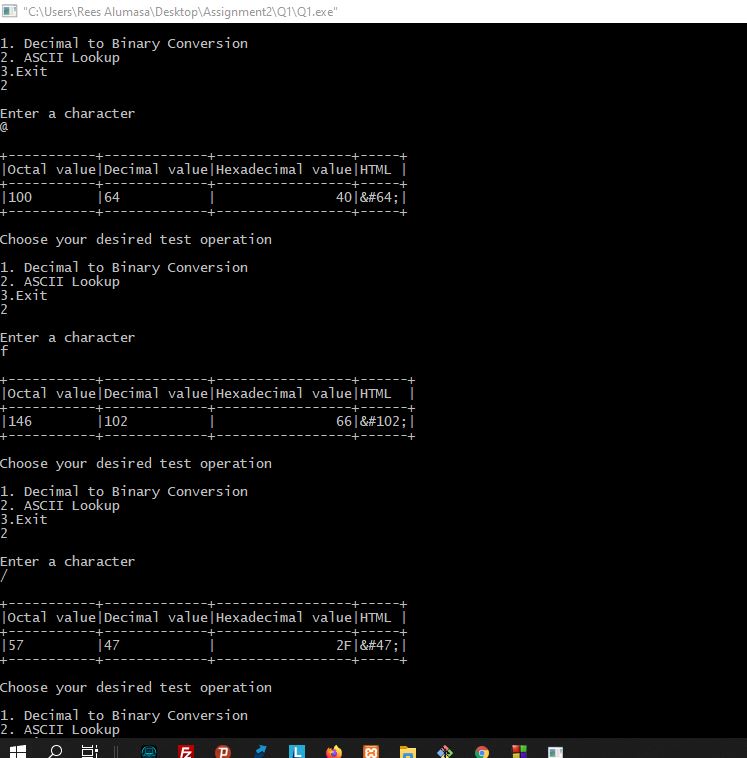 "C:\Users\Rees Alumasa\Desktop\Assignment2\Q1\Q1.exe"
1. Decimal to Binary Conversion
2. ASCII Lookup
3.Exit
2
Enter a character
@
+-----------+-------------+-----------------+-----+
|Octal value|Decimal value|Hexadecimal value|HTML |
+-----------+-------------+-----------------+-----+
|100        |64           |               40|&#64;|
+-----------+-------------+-----------------+-----+
Choose your desired test operation
1. Decimal to Binary Conversion
2. ASCII Lookup
3.Exit
2
Enter a character
f
+-----------+-------------+-----------------+------+
|Octal value|Decimal value|Hexadecimal value|HTML  |
+-----------+-------------+-----------------+------+
|146        |102          |               66|&#102;|
+-----------+-------------+-----------------+------+
Choose your desired test operation
1. Decimal to Binary Conversion
2. ASCII Lookup
3.Exit
2
Enter a character
/
+-----------+-------------+-----------------+-----+
|Octal value|Decimal value|Hexadecimal value|HTML |
+-----------+-------------+-----------------+-----+
|57         |47           |               2F|&#47;|
+-----------+-------------+-----------------+-----+
Choose your desired test operation
1. Decimal to Binary Conversion
2. ASCII Lookup